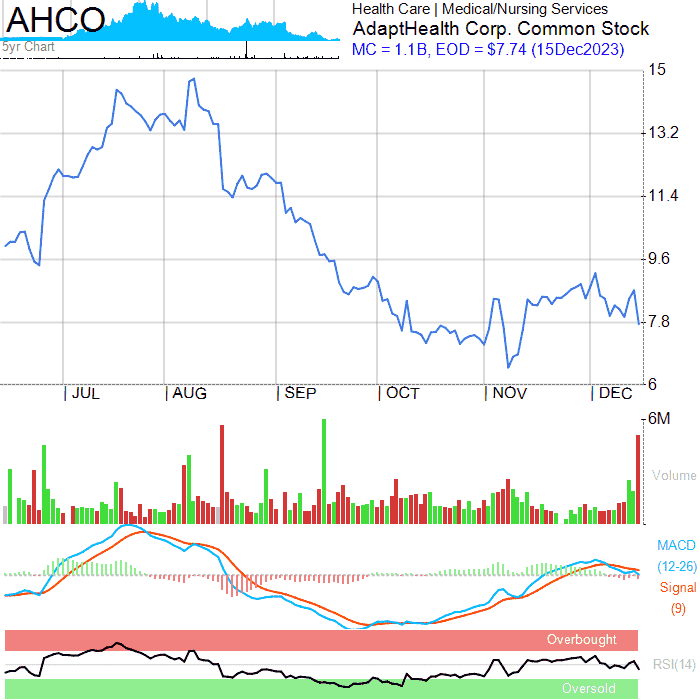 AHCO
5yr Chart
Health Care | Medical/Nursing Services
AdaptHealth Corp. Common Stock
MC = 1.1B, EOD = $7.74 (15Dec2023)
15
13.2
11.4
9.6
7.8
6
| JUL | AUG | SEP | OCT | NOV | DEC
6M
Volume
MACD
(12-26)
Signal
(9)
Overbought
RSI(14)
Oversold